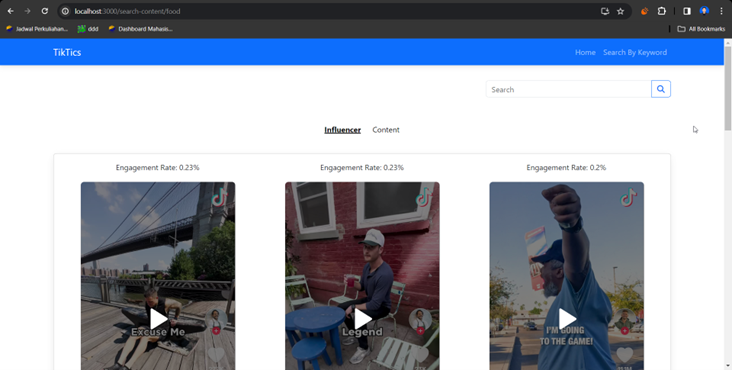 localhost:3000/search-content/food
Jadwal Perkuliahan...
ddd
Dashboard Mahasis...
All Bookmarks
TikTics
Home
Search By Keyword
Search
Influencer
Content
Engagement Rate: 0.23%
Engagement Rate: 0.23%
Engagement Rate: 0.2%
Excuse Me
Legend
I'M GOING
TO THE GAME!